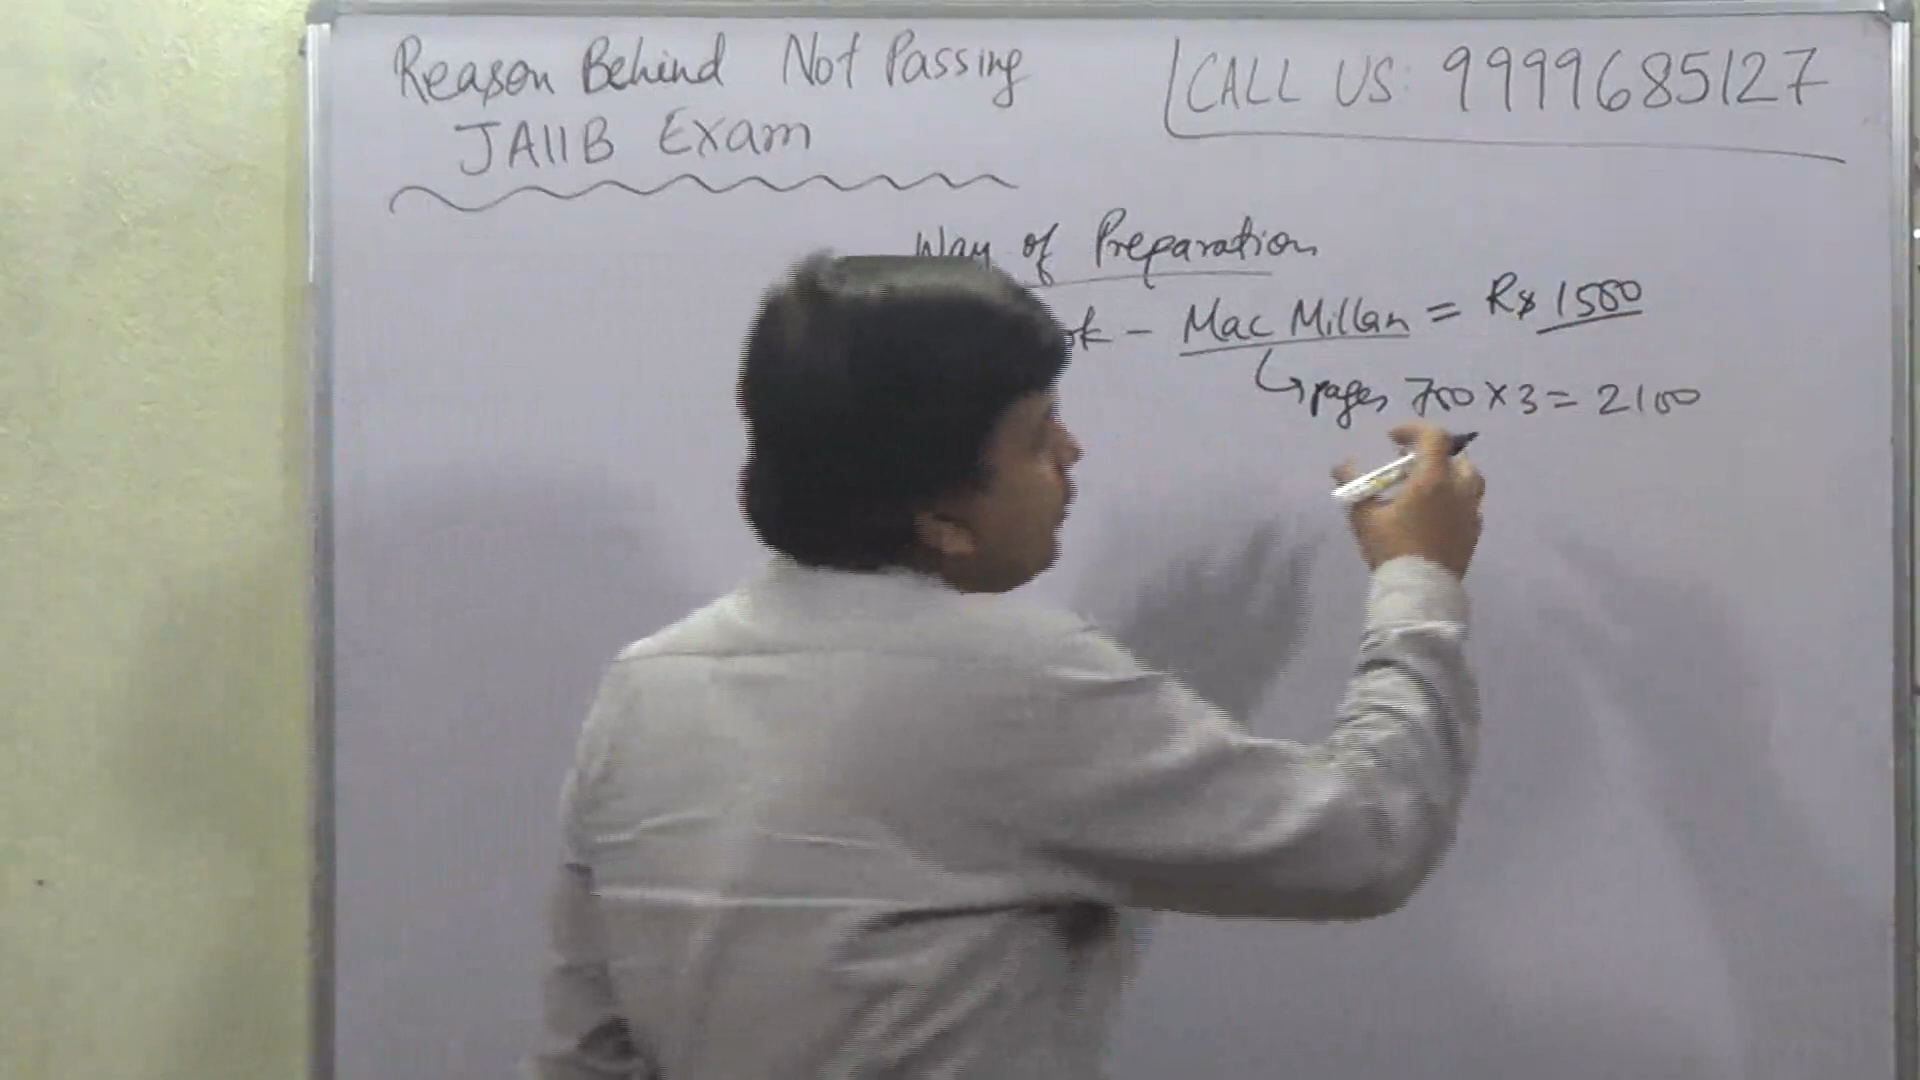 Reason Behind Not Passing
JAIIB Exam
CALL US: 9999685127
Way of Preparation
- Mac Millan = Rs 1500
↳ pages 700 × 3 = 2100